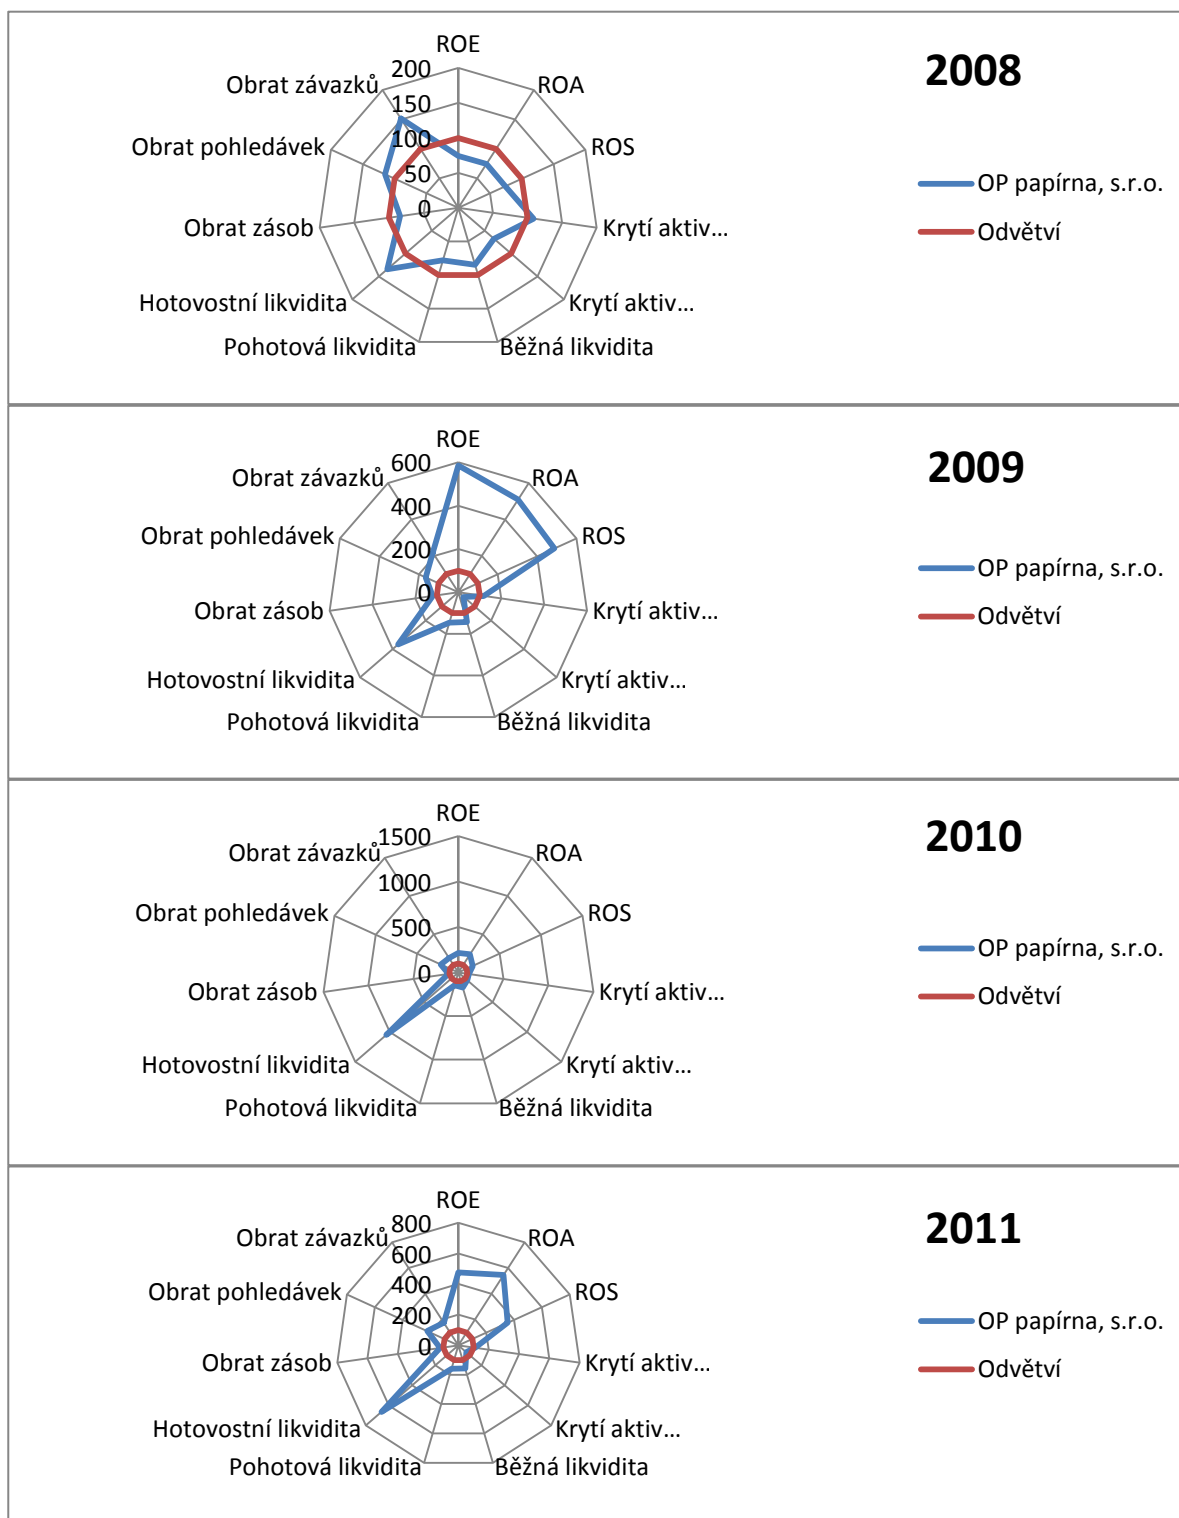 ROE
200
Obrat závazků
ROA
2008
150
100
Obrat pohledávek
ROS
50
OP papírna, s.r.o.
0
Obrat zásob
Krytí aktiv...
Odvětví
Hotovostní likvidita
Krytí aktiv...
Pohotová likvidita
Běžná likvidita
ROE
600
2009
Obrat závazků
ROA
400
Obrat pohledávek
ROS
200
OP papírna, s.r.o.
0
Obrat zásob
Krytí aktiv...
Odvětví
Hotovostní likvidita
Krytí aktiv...
Pohotová likvidita
Běžná likvidita
ROE
1500
2010
Obrat závazků
ROA
1000
Obrat pohledávek
ROS
500
OP papírna, s.r.o.
0
Obrat zásob
Krytí aktiv...
Odvětví
Hotovostní likvidita
Krytí aktiv...
Pohotová likvidita
Běžná likvidita
ROE
800
2011
Obrat závazků
ROA
600
Obrat pohledávek
400
ROS
200
OP papírna, s.r.o.
0
Obrat zásob
Krytí aktiv...
Odvětví
Hotovostní likvidita
Krytí aktiv...
Pohotová likvidita
Běžná likvidita